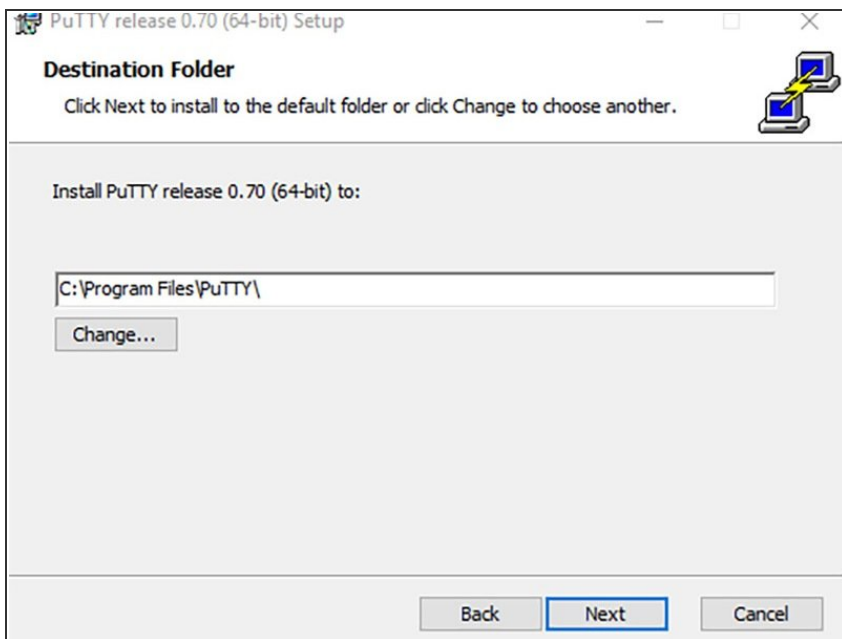 PuTTY release 0.70 (64-bit) Setup
Destination Folder
Click Next to install to the default folder or click Change to choose another.
Install PuTTY release 0.70 (64-bit) to:
C:\Program Files\PuTTY\
Change...
Back Next Cancel